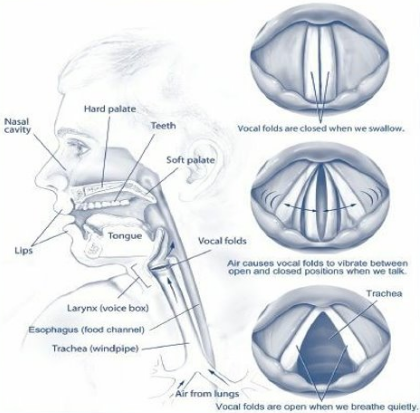 Nasal
cavity
Hard palate
Teeth
Soft palate
Lips
Tongue
Vocal folds
Larynx (voice box)
Esophagus (food channel)
Trachea (windpipe)
Air from lungs
Vocal folds are closed when we swallow.
Air causes vocal folds to vibrate between
open and closed positions when we talk.
Trachea
Vocal folds are open when we breathe quietly.